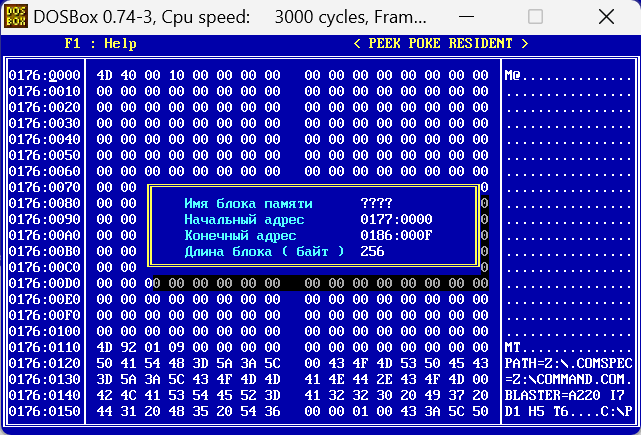 DOS BOX DOSBox 0.74-3, Cpu speed: 3000 cycles, Fram...
F1 : Help < PEEK POKE RESIDENT >
0176:0000 4D 40 00 10 00 00 00 00 00 00 00 00 00 00 00 00 M@..............
0176:0010 00 00 00 00 00 00 00 00 00 00 00 00 00 00 00 00 ................
0176:0020 00 00 00 00 00 00 00 00 00 00 00 00 00 00 00 00 ................
0176:0030 00 00 00 00 00 00 00 00 00 00 00 00 00 00 00 00 ................
0176:0040 00 00 00 00 00 00 00 00 00 00 00 00 00 00 00 00 ................
0176:0050 00 00 00 00 00 00 00 00 00 00 00 00 00 00 00 00 ................
0176:0060 00 00 00 00 00 00 00 00 00 00 00 00 00 00 00 00 ................
0176:0070 00 00 0 ................
0176:0080 00 00 Имя блока памяти ???? 0 ................
0176:0090 00 00 Начальный адрес 0177:0000 0 ................
0176:00A0 00 00 Конечный адрес 0186:000F 0 ................
0176:00B0 00 00 Длина блока ( байт ) 256 0 ................
0176:00C0 00 00 0 ................
0176:00D0 00 00 00 00 00 00 00 00 00 00 00 00 00 00 00 00 ................
0176:00E0 00 00 00 00 00 00 00 00 00 00 00 00 00 00 00 00 ................
0176:00F0 00 00 00 00 00 00 00 00 00 00 00 00 00 00 00 00 ................
0176:0100 00 00 00 00 00 00 00 00 00 00 00 00 00 00 00 00 ................
0176:0110 4D 92 01 09 00 00 00 00 00 00 00 00 00 00 00 00 MТ..............
0176:0120 50 41 54 48 3D 5A 3A 5C 00 43 4F 4D 53 50 45 43 PATH=Z:\.COMSPEC
0176:0130 3D 5A 3A 5C 43 4F 4D 4D 41 4E 44 2E 43 4F 4D 00 =Z:\COMMAND.COM.
0176:0140 42 4C 41 53 54 45 52 3D 41 32 32 30 20 49 37 20 BLASTER=A220 I7
0176:0150 44 31 20 48 35 20 54 36 00 00 01 00 43 3A 5C 50 D1 H5 T6....C:\P